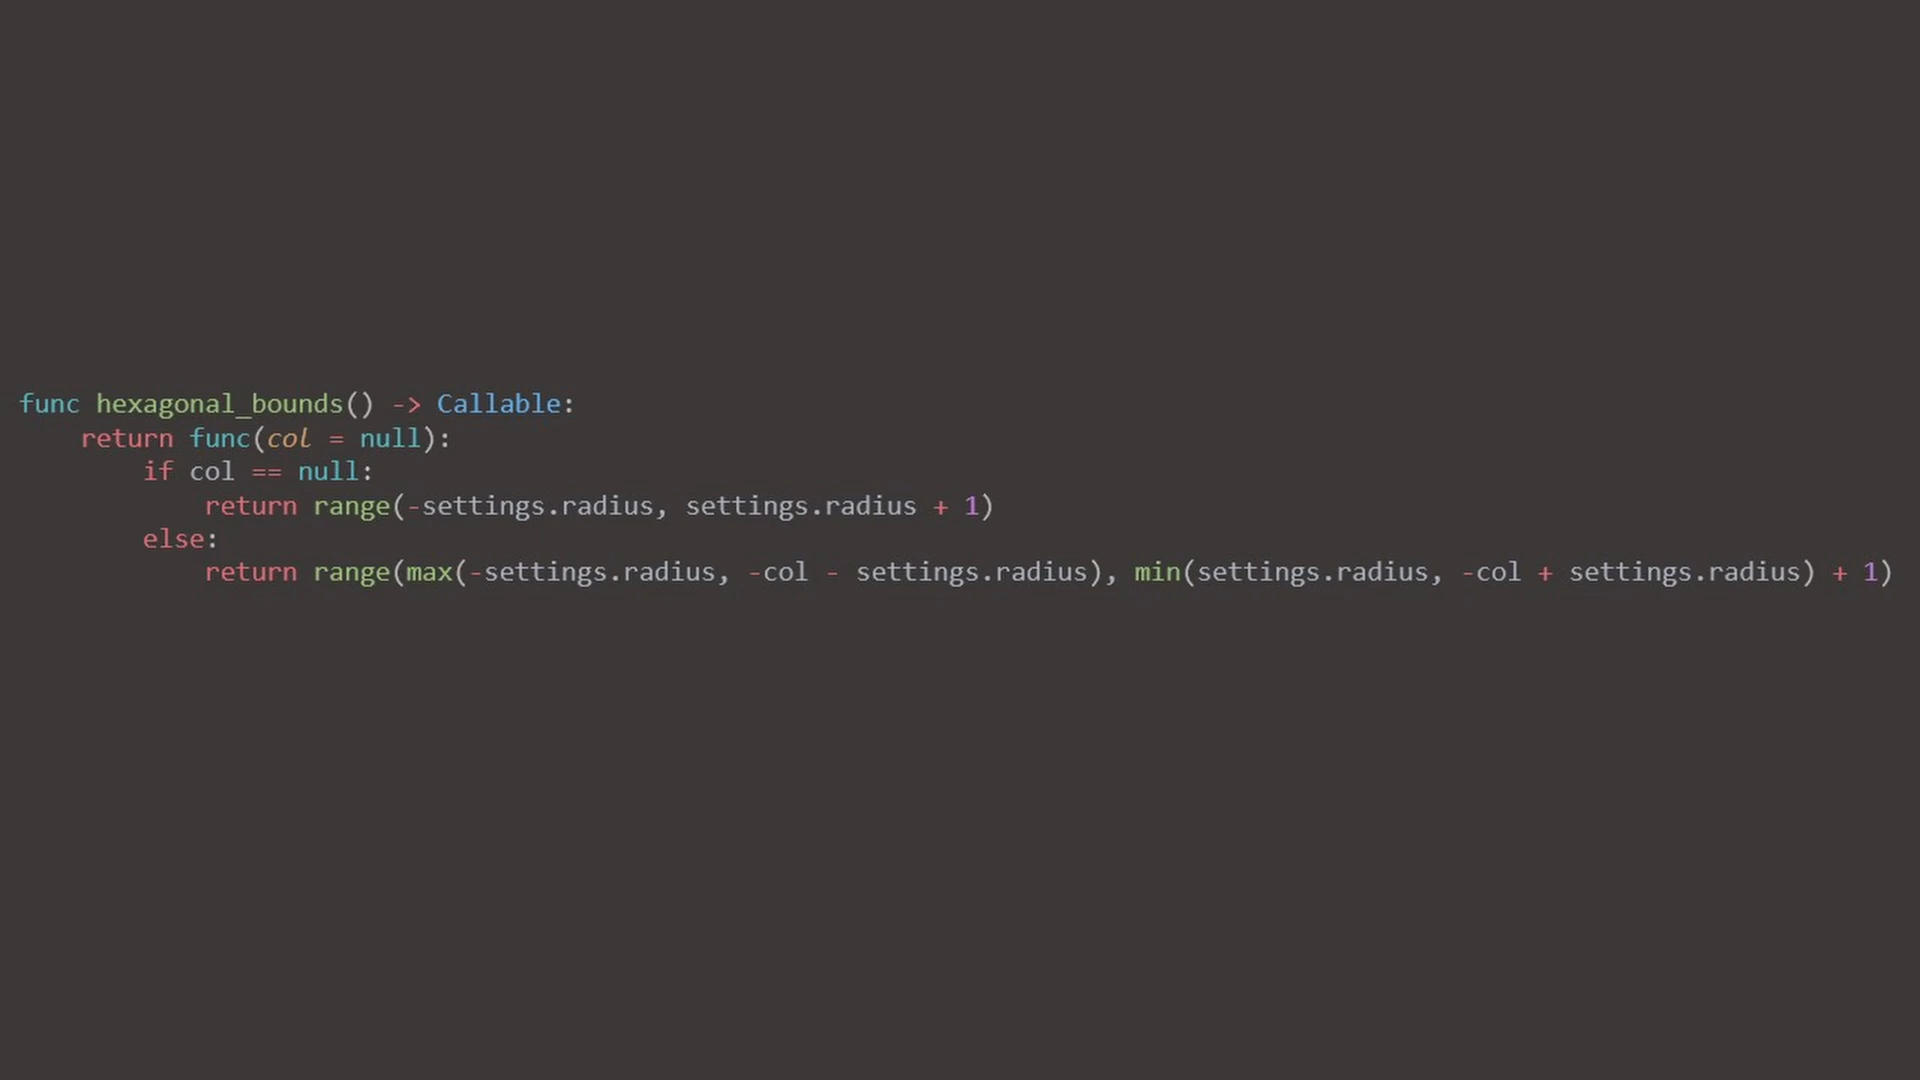 func hexagonal_bounds() -> Callable:
    return func(col = null):
        if col == null:
            return range(-settings.radius, settings.radius + 1)
        else:
            return range(max(-settings.radius, -col - settings.radius), min(settings.radius, -col + settings.radius) + 1)